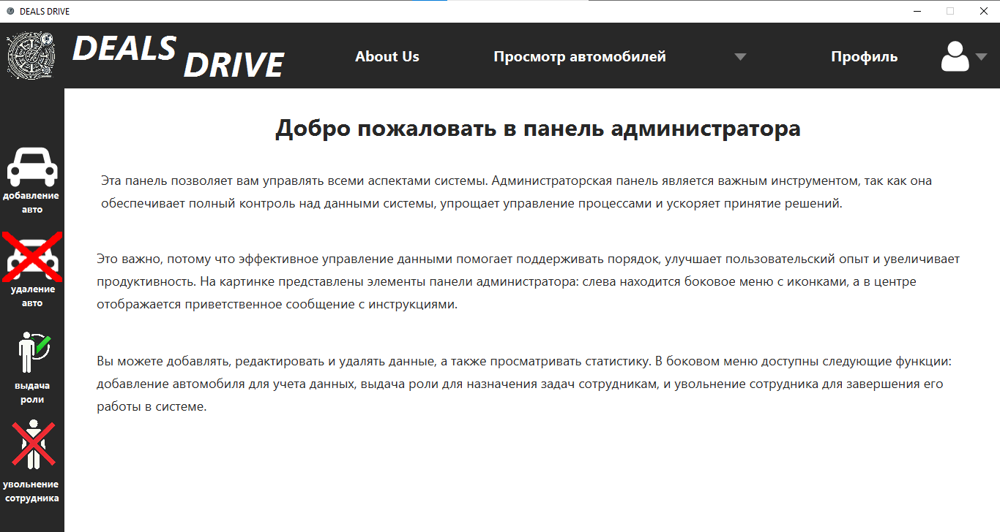 DEALS DRIVE
DEALS
DRIVE
About Us
Просмотр автомобилей
Профиль
добавление
авто
удаление
авто
выдача
роли
увольнение
сотрудника
Добро пожаловать в панель администратора
Эта панель позволяет вам управлять всеми аспектами системы. Администраторская панель является важным инструментом, так как она
обеспечивает полный контроль над данными системы, упрощает управление процессами и ускоряет принятие решений.
Это важно, потому что эффективное управление данными помогает поддерживать порядок, улучшает пользовательский опыт и увеличивает
продуктивность. На картинке представлены элементы панели администратора: слева находится боковое меню с иконками, а в центре
отображается приветственное сообщение с инструкциями.
Вы можете добавлять, редактировать и удалять данные, а также просматривать статистику. В боковом меню доступны следующие функции:
добавление автомобиля для учета данных, выдача роли для назначения задач сотрудникам, и увольнение сотрудника для завершения его
работы в системе.